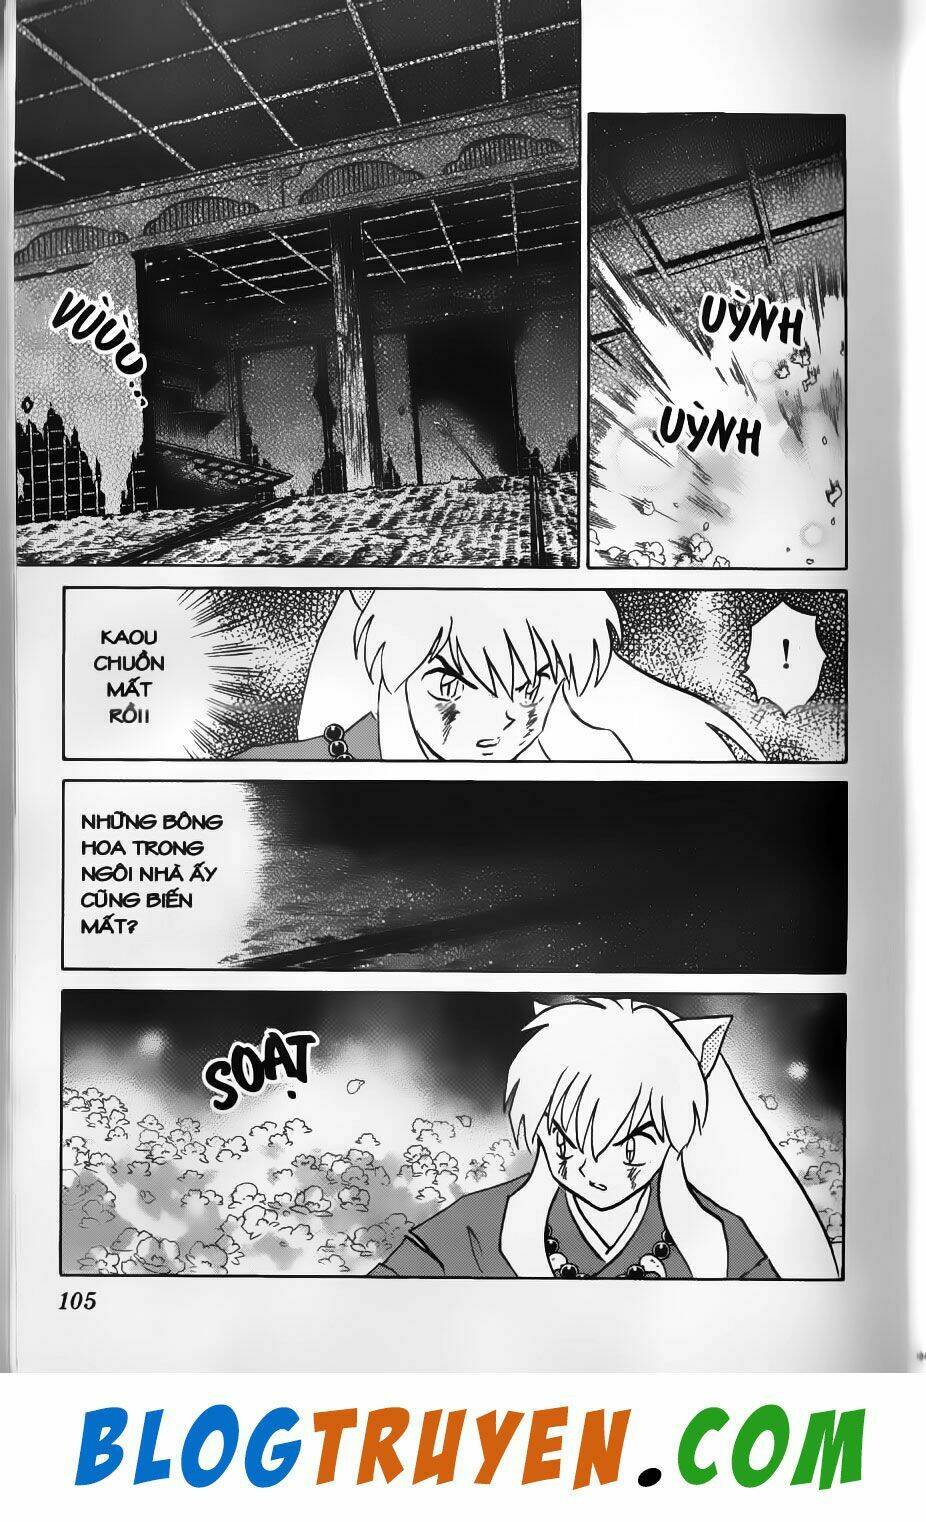 VÙÙU...
UỲNH
UỲNH
KAOU
CHUỒN
MẤT
RỒI!
!
NHỮNG BÔNG
HOA TRONG
NGÔI NHÀ ẤY
CŨNG BIẾN
MẤT?
SOẠT
105
BLOGTRUYEN.COM